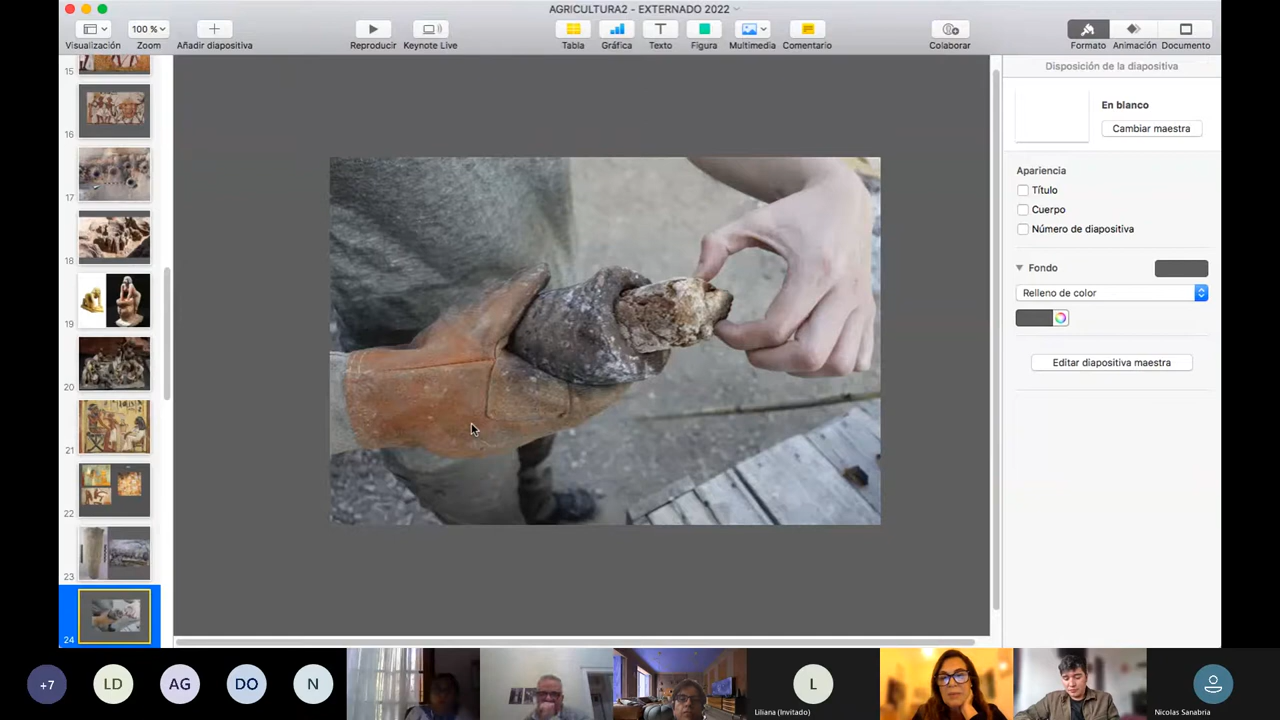 AGRICULTURA2 - EXTERNADO 2022
100 %
Visualización Zoom Añadir diapositiva Reproducir Keynote Live Tabla Gráfica Texto Figura Multimedia Comentario Colaborar Formato Animación Documento
Disposición de la diapositiva
En blanco
Cambiar maestra
Apariencia
Título
Cuerpo
Número de diapositiva
Fondo
Relleno de color
Editar diapositiva maestra
15
16
17
18
19
20
21
22
23
24
+7 LD AG DO N L
Liliana (Invitado) Nicolas Sanabria